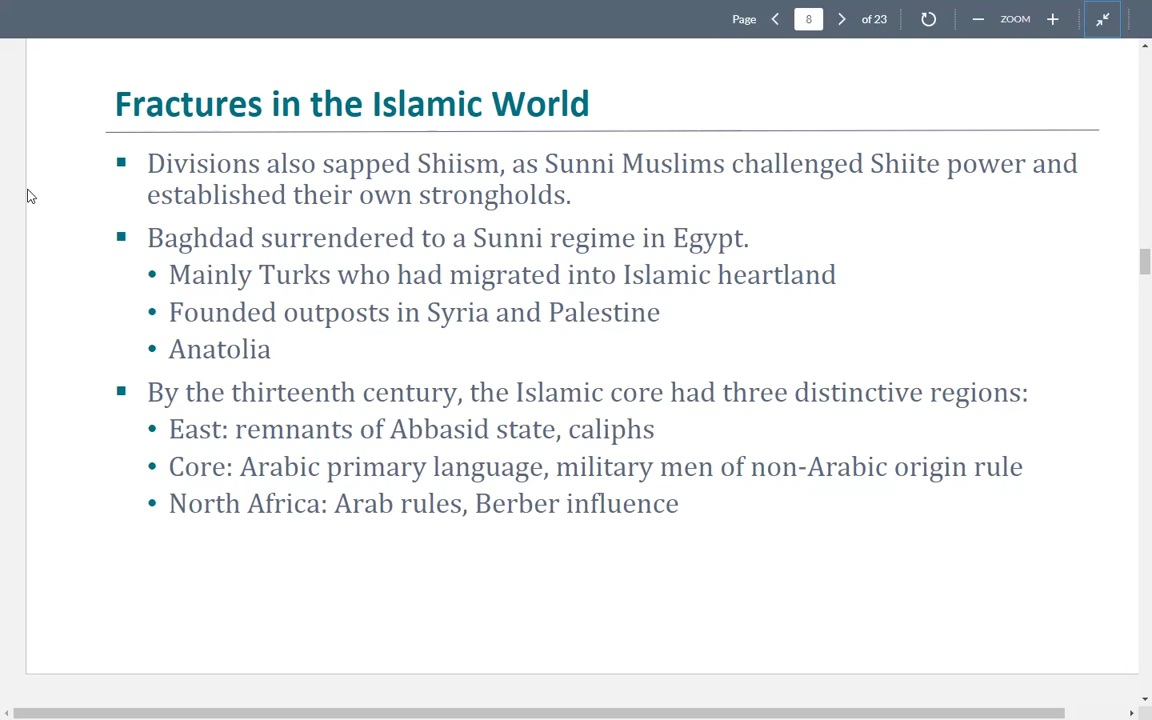 Page 8 of 23 ZOOM
Fractures in the Islamic World
Divisions also sapped Shiism, as Sunni Muslims challenged Shiite power and
established their own strongholds.
Baghdad surrendered to a Sunni regime in Egypt.
Mainly Turks who had migrated into Islamic heartland
Founded outposts in Syria and Palestine
Anatolia
By the thirteenth century, the Islamic core had three distinctive regions:
East: remnants of Abbasid state, caliphs
Core: Arabic primary language, military men of non-Arabic origin rule
North Africa: Arab rules, Berber influence